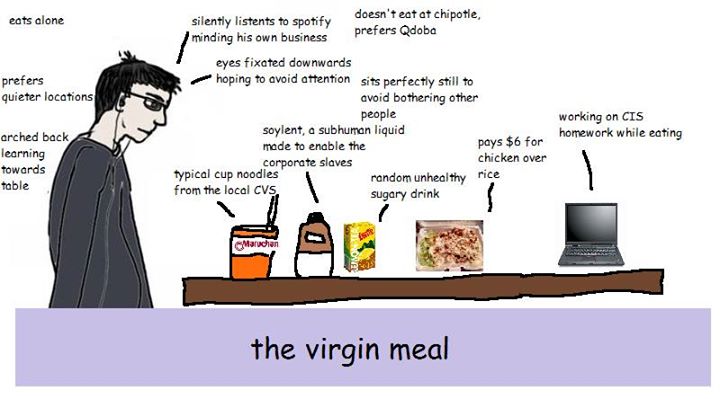 eats alone
silently listents to spotify
minding his own business
doesn't eat at chipotle,
prefers Qdoba
eyes fixated downwards
hoping to avoid attention
prefers
quieter locations
sits perfectly still to
avoid bothering other
people
arched back
learning
towards
table
soylent, a subhuman liquid
made to enable the
corporate slaves
working on CIS
homework while eating
pays $6 for
chicken over
rice
typical cup noodles
from the local CVS
random unhealthy
sugary drink
Maruchan
the virgin meal